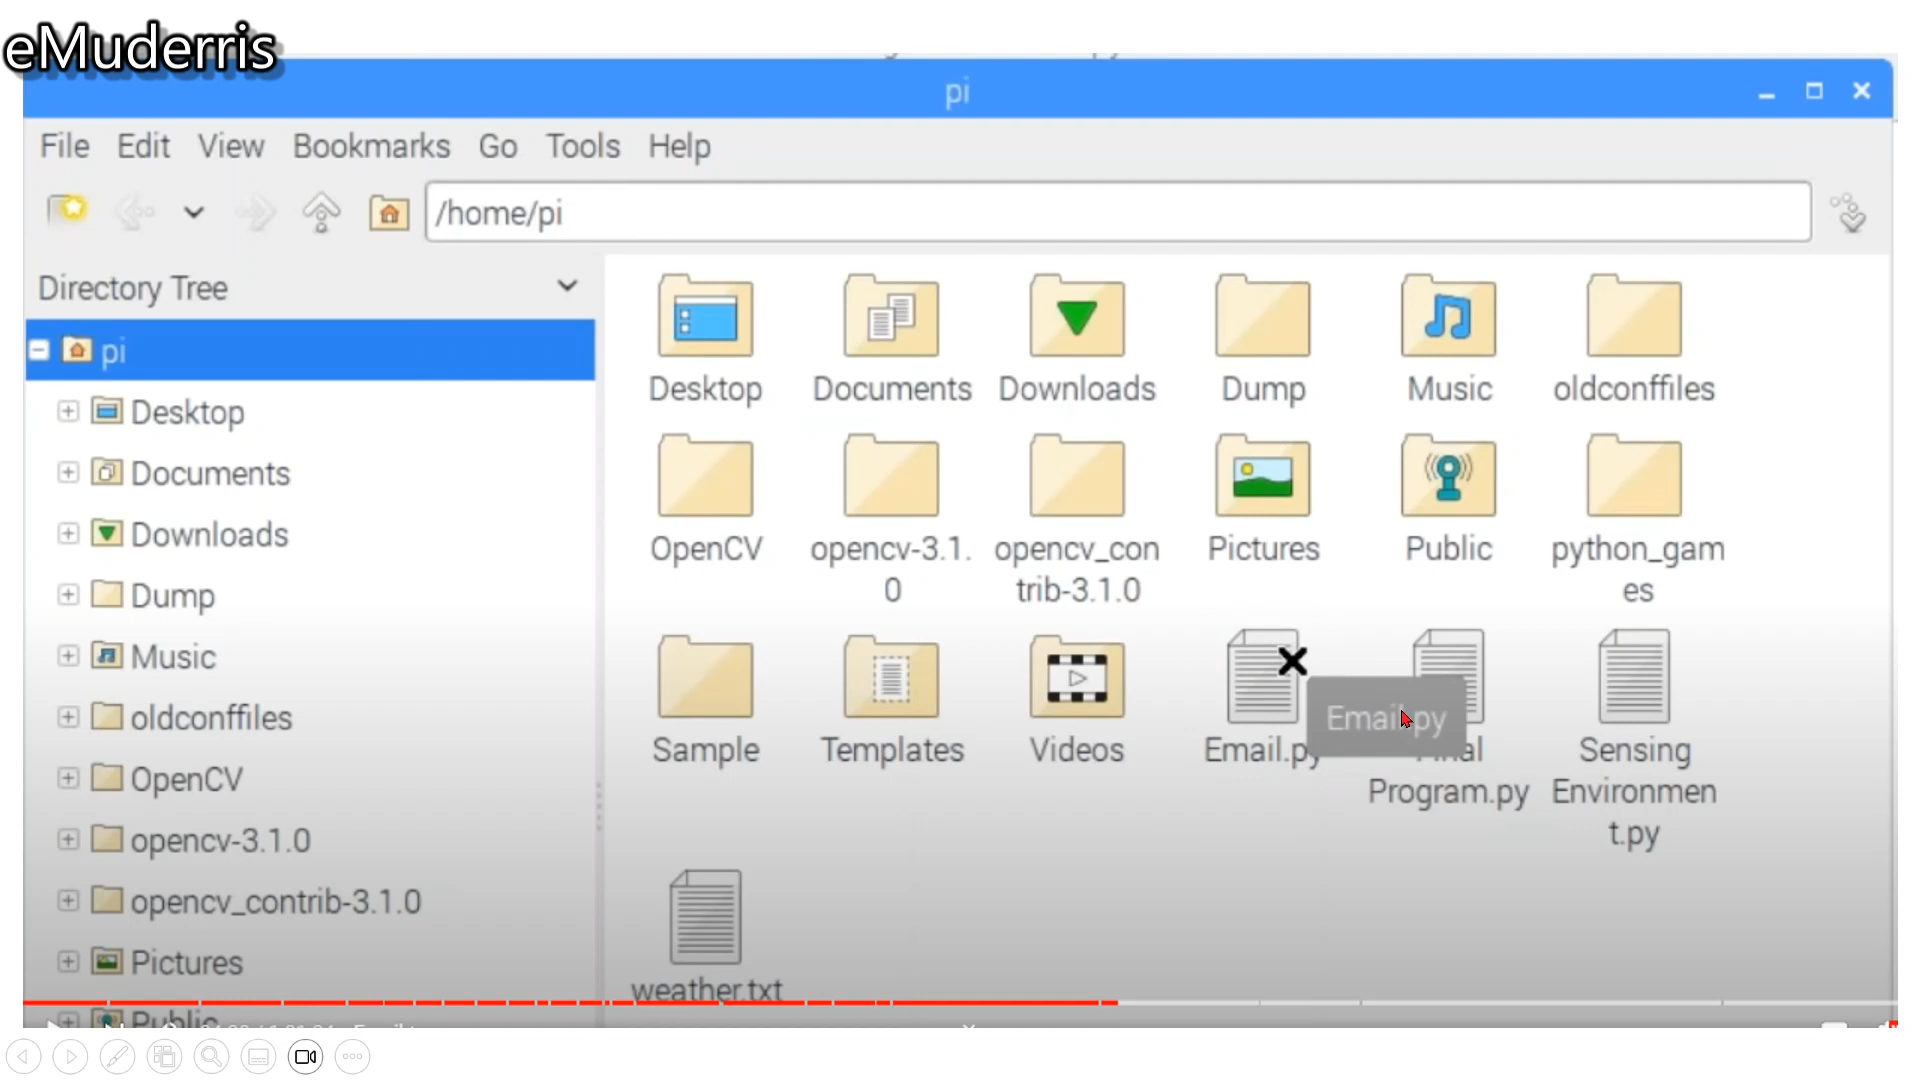 eMuderris
pi
File Edit View Bookmarks Go Tools Help
/home/pi
Directory Tree
pi
Desktop
Documents
Downloads
Dump
Music
oldconffiles
OpenCV
opencv-3.1.0
opencv_contrib-3.1.0
Pictures
Public
Desktop Documents Downloads Dump Music oldconffiles
OpenCV opencv-3.1. opencv_con Pictures Public python_gam
0 trib-3.1.0 es
Sample Templates Videos Email.py Sensing
Program.py Environmen
t.py
Email.py
weather.txt